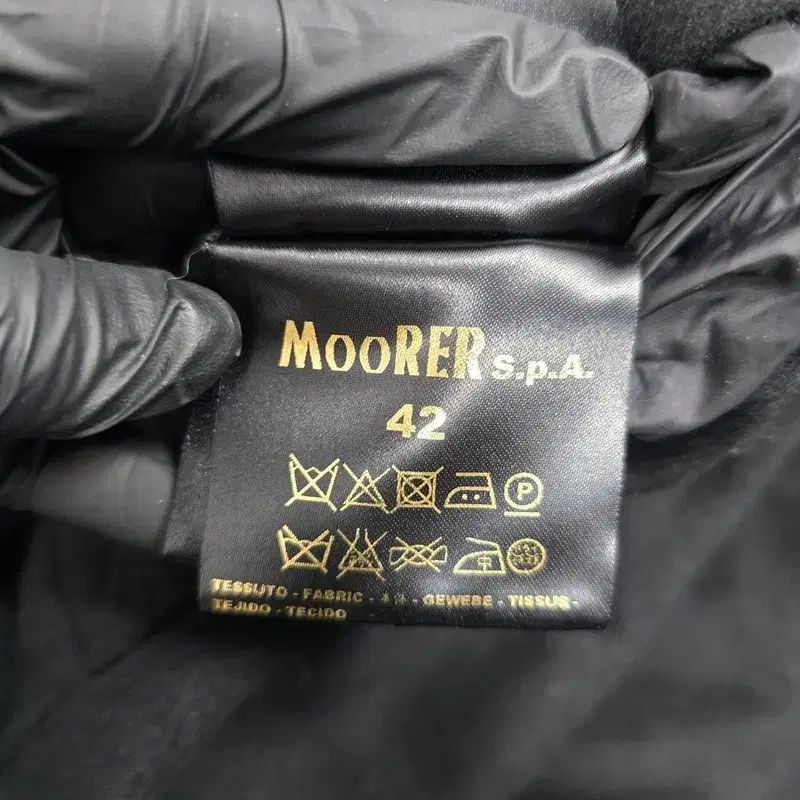 MooRER S.p.A.
42
P
TESSUTO - FABRIC - - GEWEBE - TISSUS -
TEJIDO - TECIDO